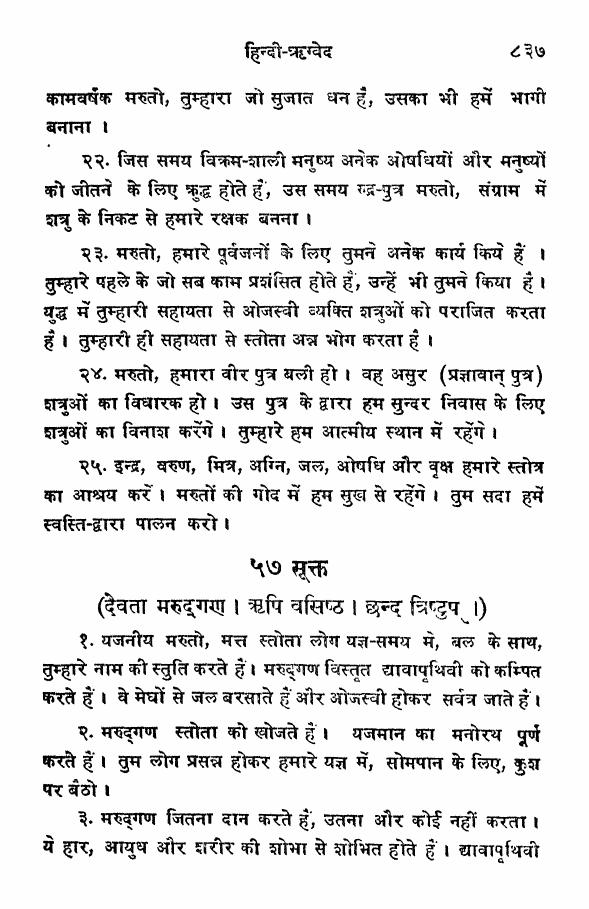 हिन्दी-ऋग्वेद ८३७
कामवर्षक मरुतो, तुम्हारा जो सुजात धन है, उसका भी हमें भागी
बनाना ।
२२. जिस समय विक्रम-शाली मनुष्य अनेक ओषधियों और मनुष्यों
को जीतने के लिए क्रुद्ध होते हैं, उस समय रुद्र-पुत्र मरुतो, संग्राम में
शत्रु के निकट से हमारे रक्षक बनना ।
२३. मरुतो, हमारे पूर्वजनों के लिए तुमने अनेक कार्य किये हैं ।
तुम्हारे पहले के जो सब काम प्रशंसित होते हैं, उन्हें भी तुमने किया है ।
युद्ध में तुम्हारी सहायता से ओजस्वी व्यक्ति शत्रुओं को पराजित करता
है । तुम्हारी ही सहायता से स्तोता अन्न भोग करता है ।
२४. मरुतो, हमारा वीर पुत्र बली हो । वह असुर (प्रज्ञावान् पुत्र)
शत्रुओं का विधारक हो । उस पुत्र के द्वारा हम सुन्दर निवास के लिए
शत्रुओं का विनाश करेंगे । तुम्हारे हम आत्मीय स्थान में रहेंगे ।
२५. इन्द्र, वरुण, मित्र, अग्नि, जल, ओषधि और वृक्ष हमारे स्तोत्र
का आश्रय करें । मरुतों की गोद में हम सुख से रहेंगे । तुम सदा हमें
स्वस्ति-द्वारा पालन करो ।
५७ सूक्त
(देवता मरुद्गण । ऋषि वसिष्ठ । छन्द त्रिष्टुप् ।)
१. यजनीय मरुतो, मत्त स्तोता लोग यज्ञ-समय में, बल के साथ,
तुम्हारे नाम की स्तुति करते हैं । मरुद्गण विस्तृत द्यावापृथिवी को कम्पित
करते हैं । वे मेघों से जल बरसाते हैं और ओजस्वी होकर सर्वत्र जाते हैं ।
२. मरुद्गण स्तोता को खोजते हैं । यजमान का मनोरथ पूर्ण
करते हैं । तुम लोग प्रसन्न होकर हमारे यज्ञ में, सोमपान के लिए, कुश
पर बैठो ।
३. मरुद्गण जितना दान करते हैं, उतना और कोई नहीं करता ।
ये हार, आयुध और शरीर की शोभा से शोभित होते हैं । द्यावापृथिवी